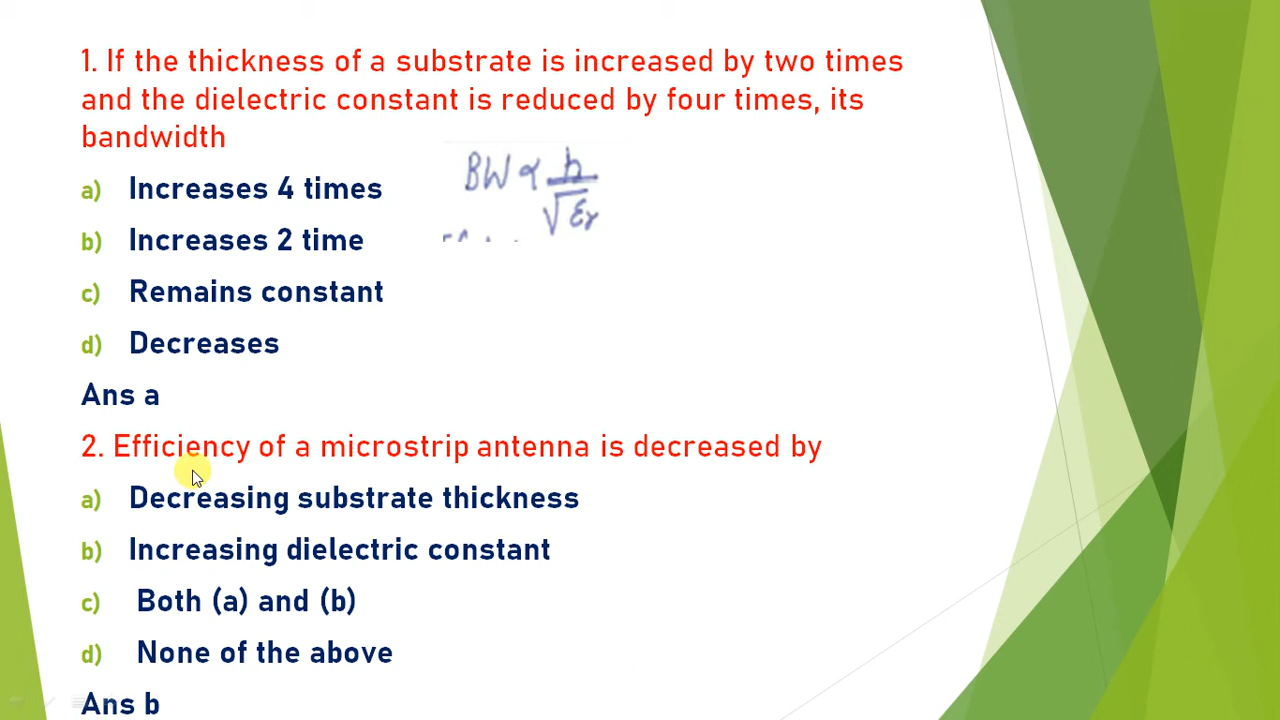 1. If the thickness of a substrate is increased by two times
and the dielectric constant is reduced by four times, its
bandwidth
a) Increases 4 times
b) Increases 2 time
c) Remains constant
d) Decreases
BW ∝ h/√εr
Ans a
2. Efficiency of a microstrip antenna is decreased by
a) Decreasing substrate thickness
b) Increasing dielectric constant
c) Both (a) and (b)
d) None of the above
Ans b